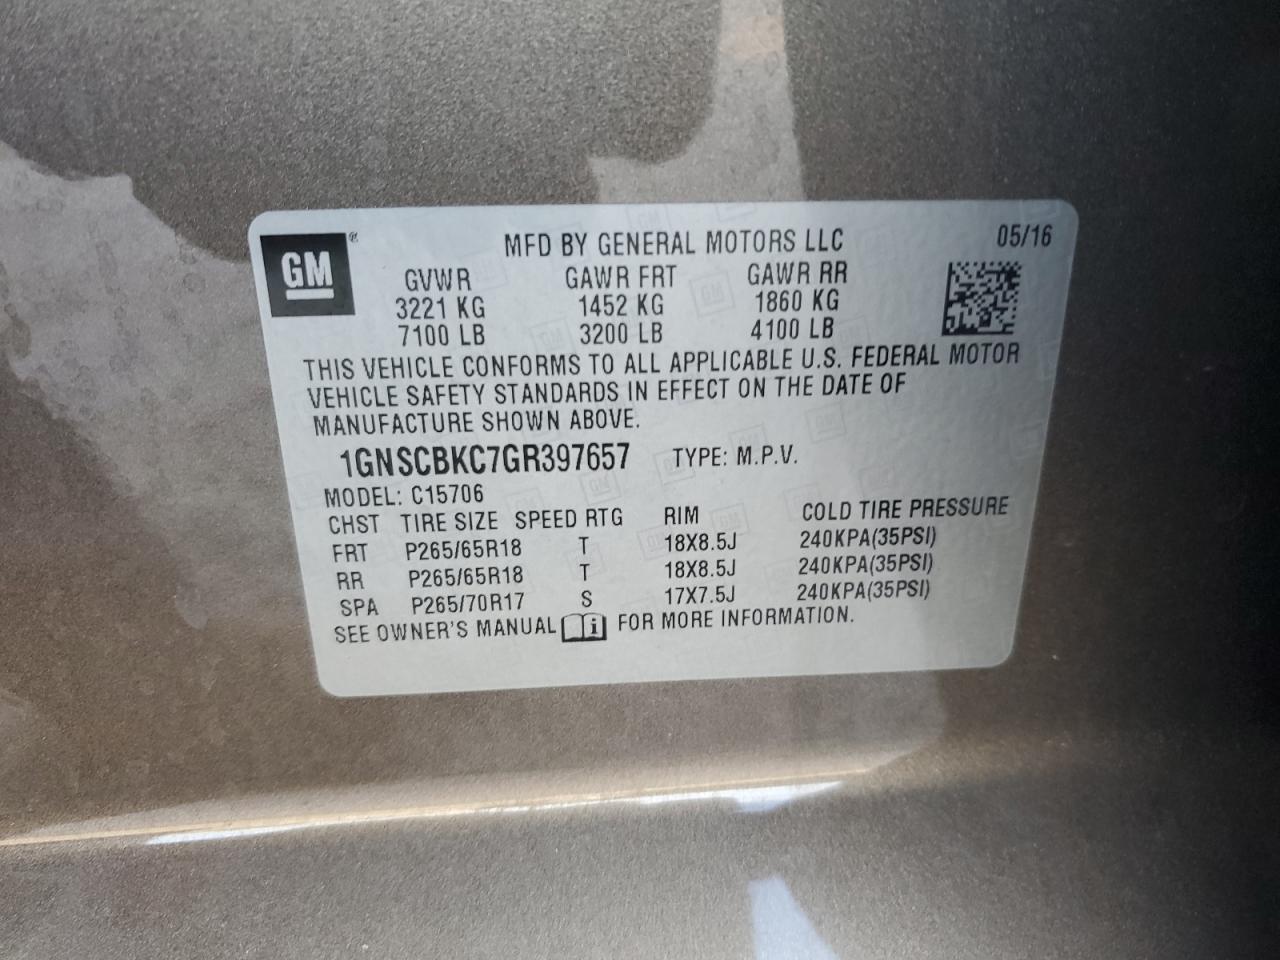 GM®
MFD BY GENERAL MOTORS LLC 05/16
GVWR GAWR FRT GAWR RR
3221 KG 1452 KG 1860 KG
7100 LB 3200 LB 4100 LB
THIS VEHICLE CONFORMS TO ALL APPLICABLE U.S. FEDERAL MOTOR
VEHICLE SAFETY STANDARDS IN EFFECT ON THE DATE OF
MANUFACTURE SHOWN ABOVE.
1GNSCBKC7GR397657 TYPE: M.P.V.
MODEL: C15706
CHST TIRE SIZE SPEED RTG RIM COLD TIRE PRESSURE
FRT P265/65R18 T 18X8.5J 240KPA(35PSI)
RR P265/65R18 T 18X8.5J 240KPA(35PSI)
SPA P265/70R17 S 17X7.5J 240KPA(35PSI)
SEE OWNER'S MANUAL i FOR MORE INFORMATION.